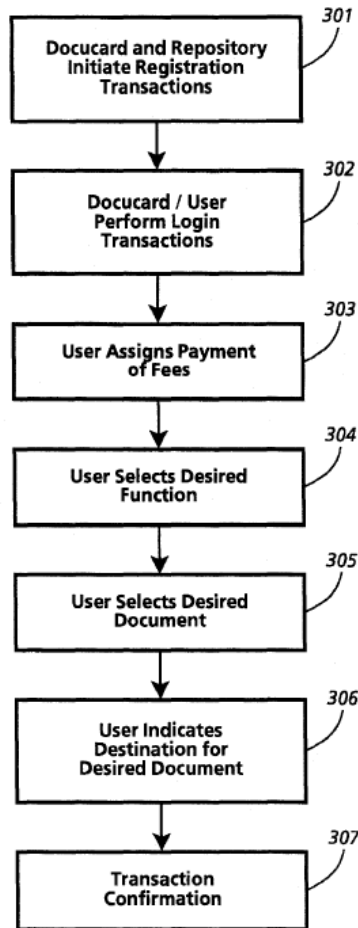 301
Docucard and Repository
Initiate Registration
Transactions
302
Docucard / User
Perform Login
Transactions
303
User Assigns Payment
of Fees
304
User Selects Desired
Function
305
User Selects Desired
Document
306
User Indicates
Destination for
Desired Document
307
Transaction
Confirmation